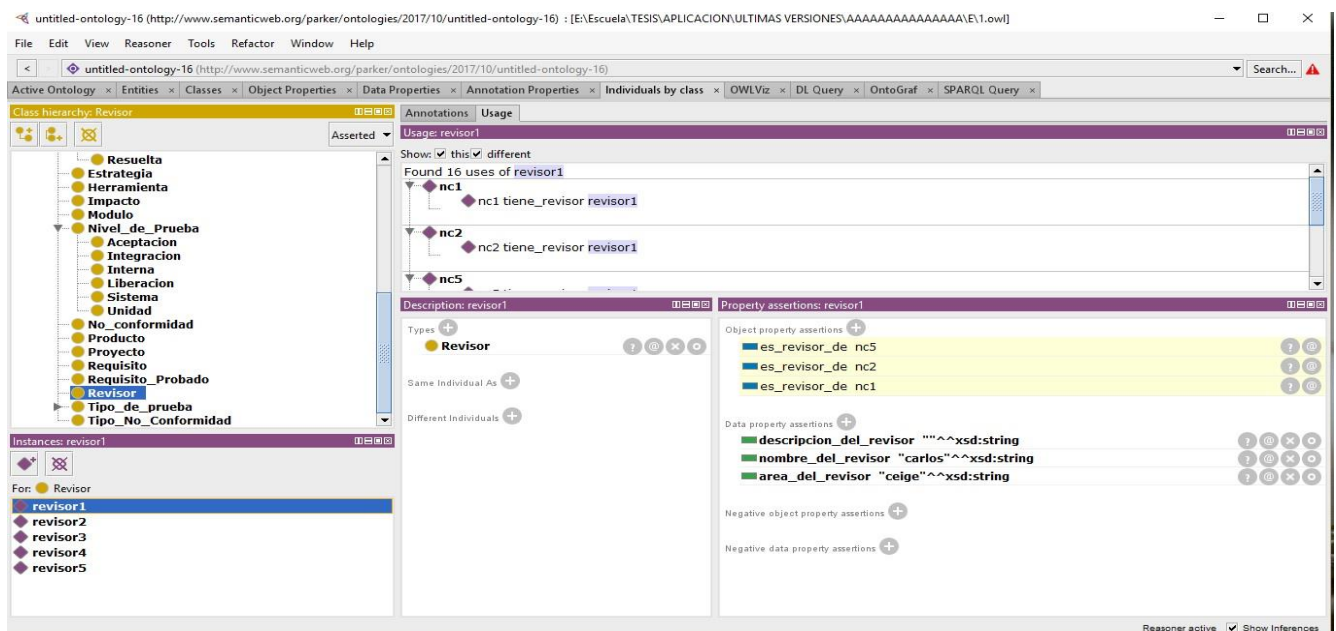 untitled-ontology-16 (http://www.semanticweb.org/parker/ontologies/2017/10/untitled-ontology-16) : [E:\Escuela\TESIS\APLICACION\ULTIMAS VERSIONES\AAAAAAAAAAAAAAA\E\1.owl]
File Edit View Reasoner Tools Refactor Window Help
< untitled-ontology-16 (http://www.semanticweb.org/parker/ontologies/2017/10/untitled-ontology-16) Search...
Active Ontology × Entities × Classes × Object Properties × Data Properties × Annotation Properties × Individuals by class × OWLViz × DL Query × OntoGraf × SPARQL Query ×
Class hierarchy: Revisor
Asserted
Resuelta
Estrategia
Herramienta
Impacto
Modulo
Nivel_de_Prueba
Aceptacion
Integracion
Interna
Liberacion
Sistema
Unidad
No_conformidad
Producto
Proyecto
Requisito
Requisito_Probado
Revisor
Tipo_de_prueba
Tipo_No_Conformidad
Instances: revisor1
For: Revisor
revisor1
revisor2
revisor3
revisor4
revisor5
Annotations Usage
Usage: revisor1
Show: this different
Found 16 uses of revisor1
nc1
nc1 tiene_revisor revisor1
nc2
nc2 tiene_revisor revisor1
nc5
Description: revisor1
Types
Revisor
Same Individual As
Different Individuals
Property assertions: revisor1
Object property assertions
es_revisor_de nc5
es_revisor_de nc2
es_revisor_de nc1
Data property assertions
descripcion_del_revisor ""^^xsd:string
nombre_del_revisor "carlos"^^xsd:string
area_del_revisor "ceige"^^xsd:string
Negative object property assertions
Negative data property assertions
Reasoner active Show Inferences